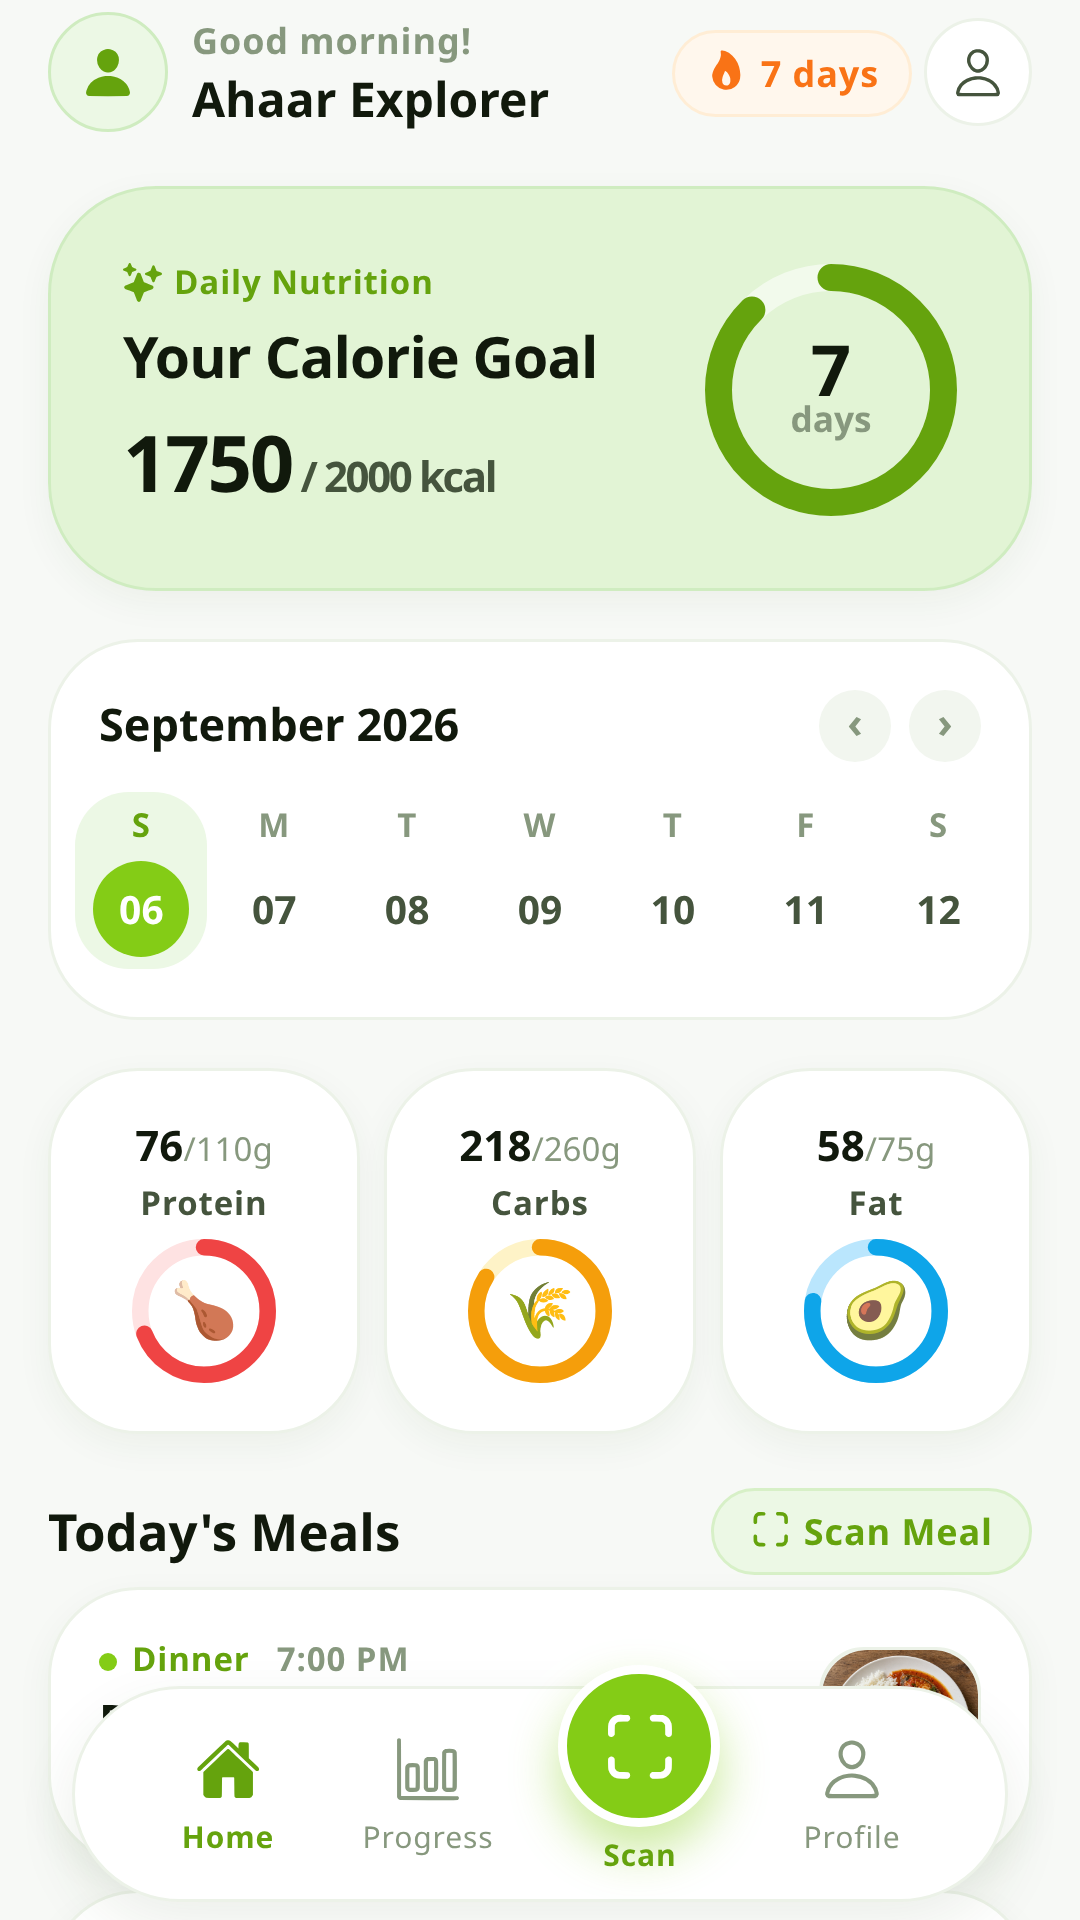 Good morning!
Ahaar Explorer
7 days
Daily Nutrition
Your Calorie Goal
1750 / 2000 kcal
7
days
September 2026
‹ ›
S M T W T F S
06 07 08 09 10 11 12
76/110g
Protein
218/260g
Carbs
58/75g
Fat
Today's Meals
Scan Meal
Dinner 7:00 PM
Home
Progress
Scan
Profile